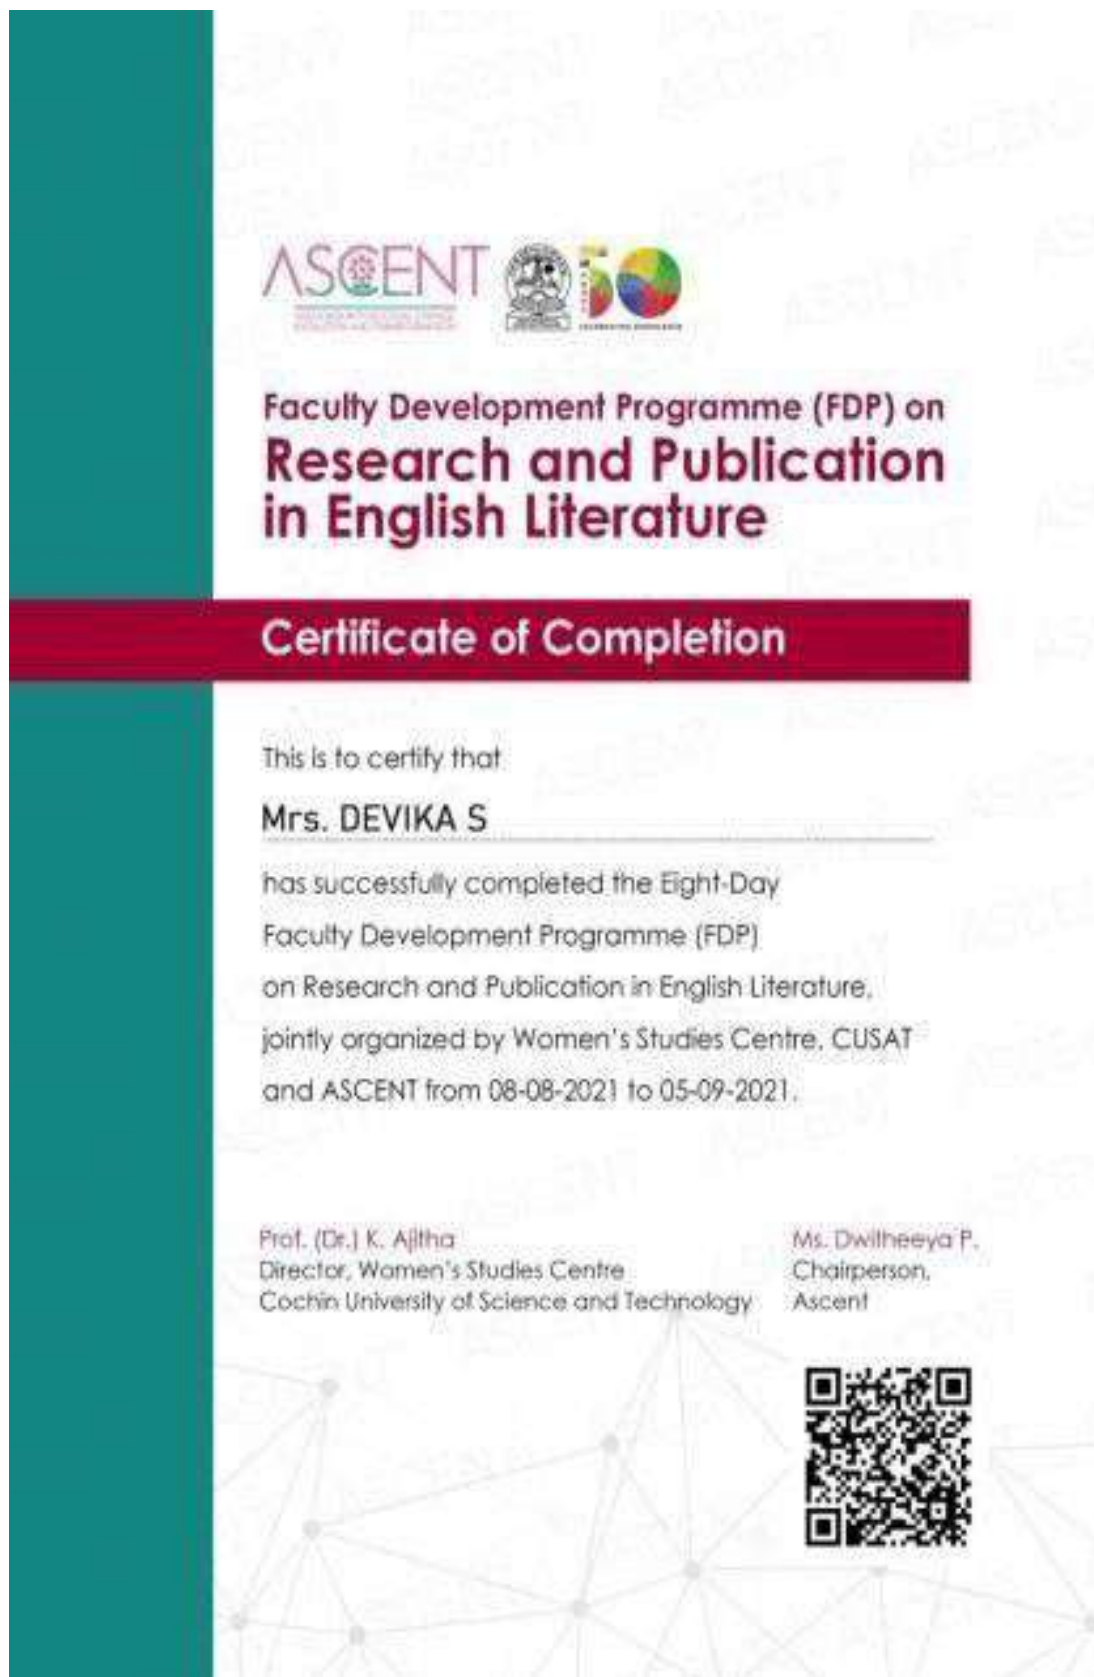 ASCENT
50
Faculty Development Programme (FDP) on
Research and Publication
in English Literature
Certificate of Completion
This is to certify that
Mrs. DEVIKA S
has successfully completed the Eight-Day
Faculty Development Programme (FDP)
on Research and Publication in English Literature,
jointly organized by Women's Studies Centre, CUSAT
and ASCENT from 08-08-2021 to 05-09-2021.
Prof. (Dr.) K. Ajitha
Director, Women's Studies Centre
Cochin University of Science and Technology
Ms. Dwitheeya P.
Chairperson,
Ascent